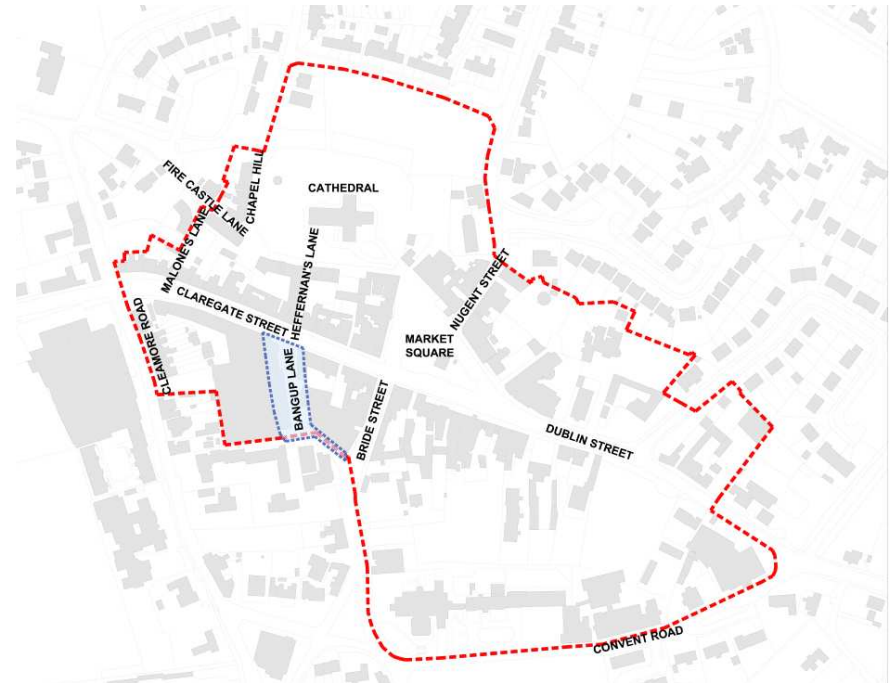 FIRE CASTLE LANE
CHAPEL HILL
CATHEDRAL
MALONE'S LANE
HEFFERNAN'S LANE
NUGENT STREET
CLAREGATE STREET
CLEAMORE ROAD
MARKET
SQUARE
BANGUP LANE
BRIDE STREET
DUBLIN STREET
CONVENT ROAD